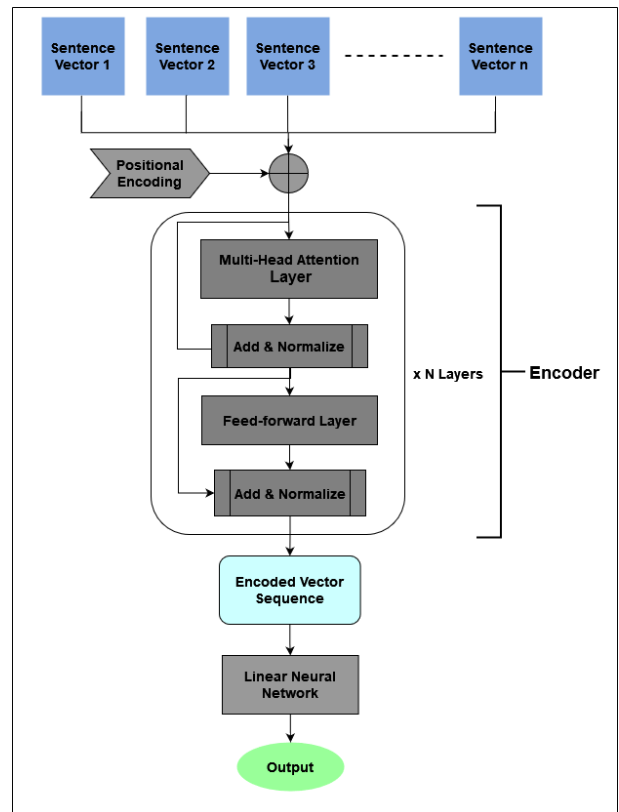 Sentence
Vector 1
Sentence
Vector 2
Sentence
Vector 3
Sentence
Vector n
Positional
Encoding
Multi-Head Attention
Layer
Add & Normalize
x N Layers
Encoder
Feed-forward Layer
Add & Normalize
Encoded Vector
Sequence
Linear Neural
Network
Output